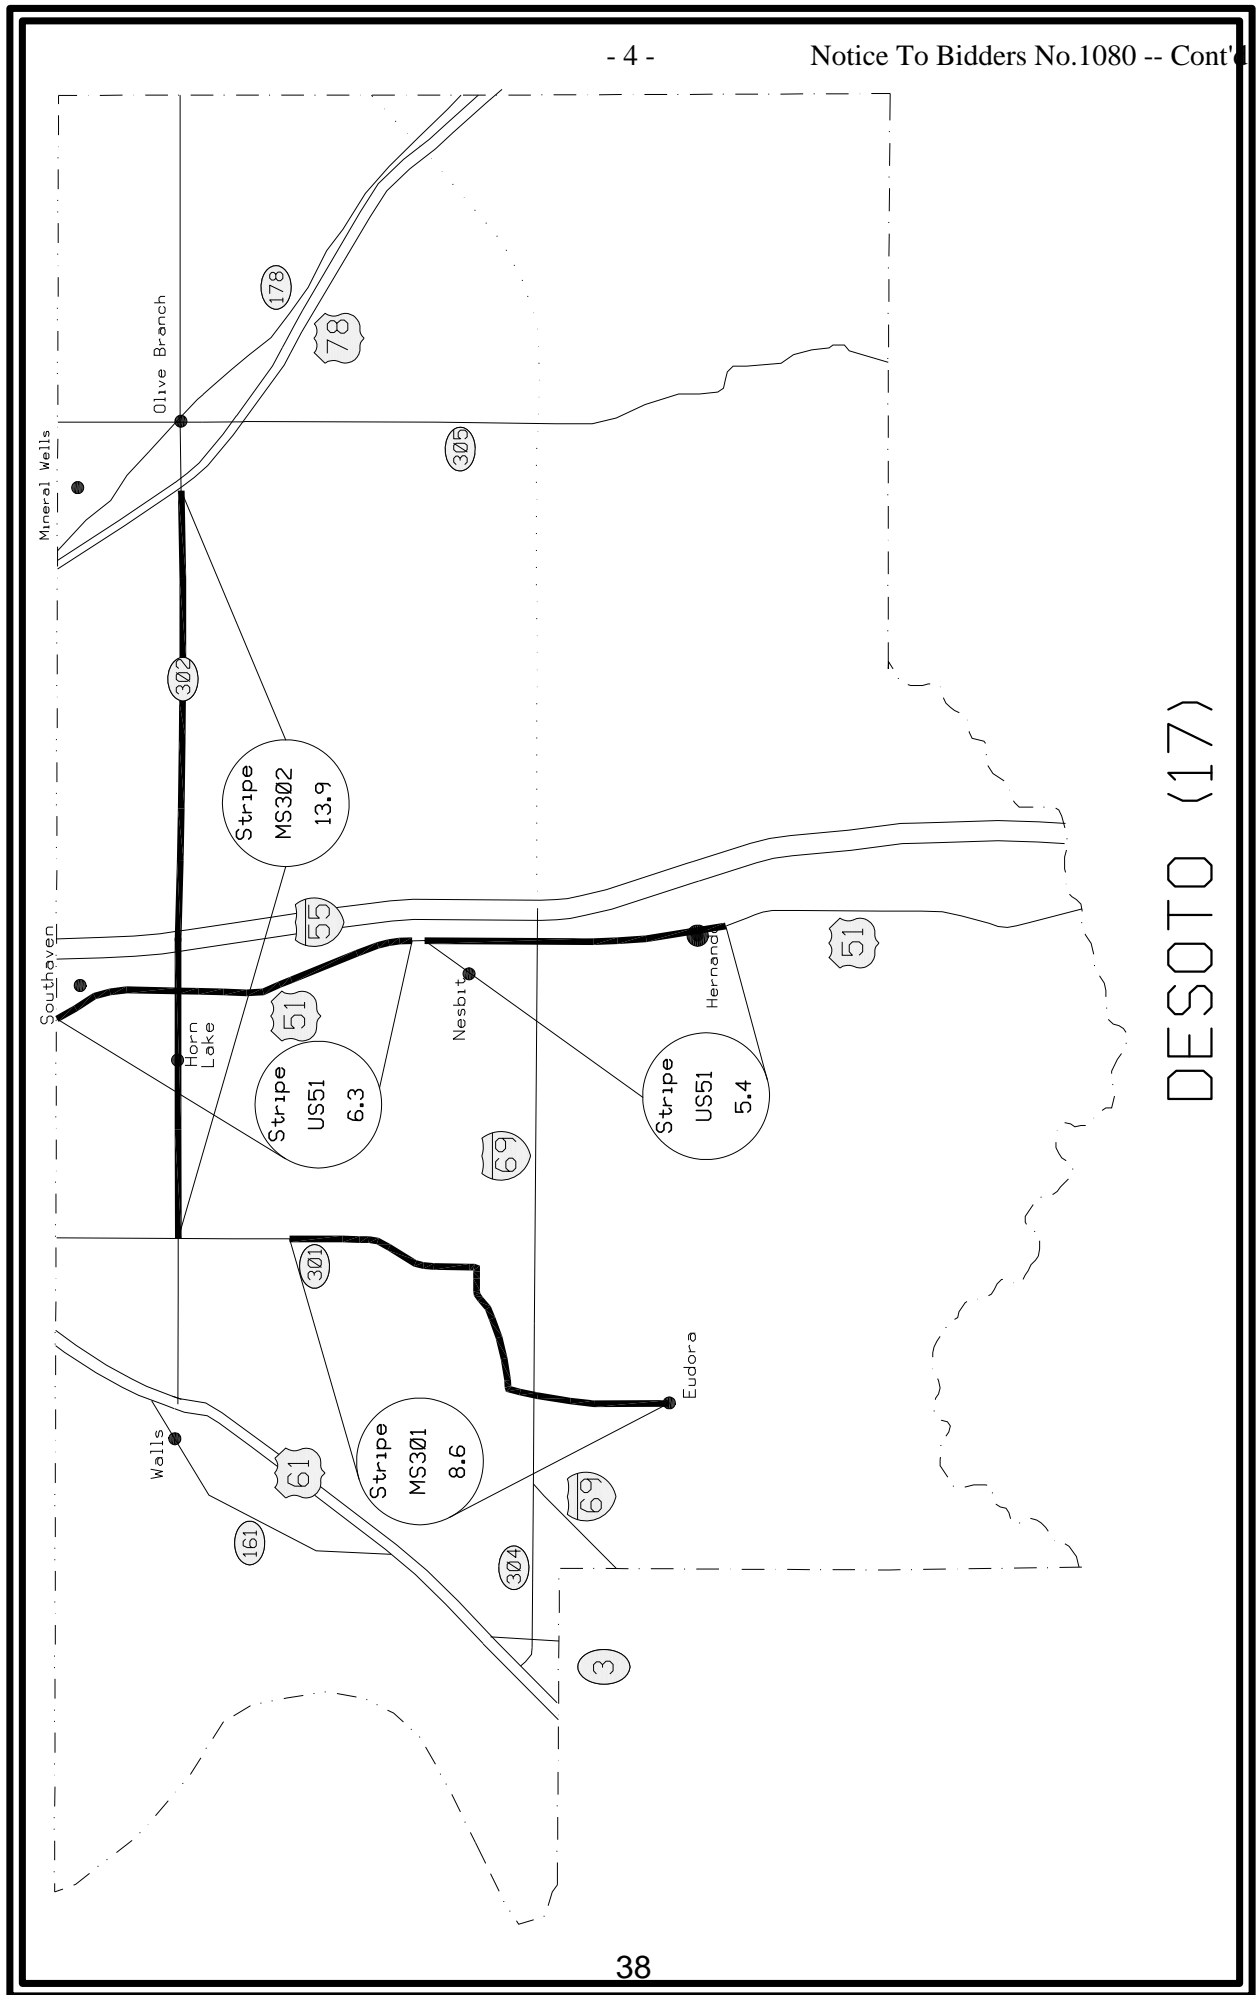 - 4 -
Notice To Bidders No.1080 -- Cont'd
Mineral Wells
Olive Branch
178
78
305
302
Stripe
MS302
13.9
Southaven
55
51
Horn
Lake
Stripe
US51
6.3
Nesbit
Hernando
51
Stripe
US51
5.4
69
301
Walls
61
161
Stripe
MS301
8.6
Eudora
69
304
3
DESOTO (17)
38